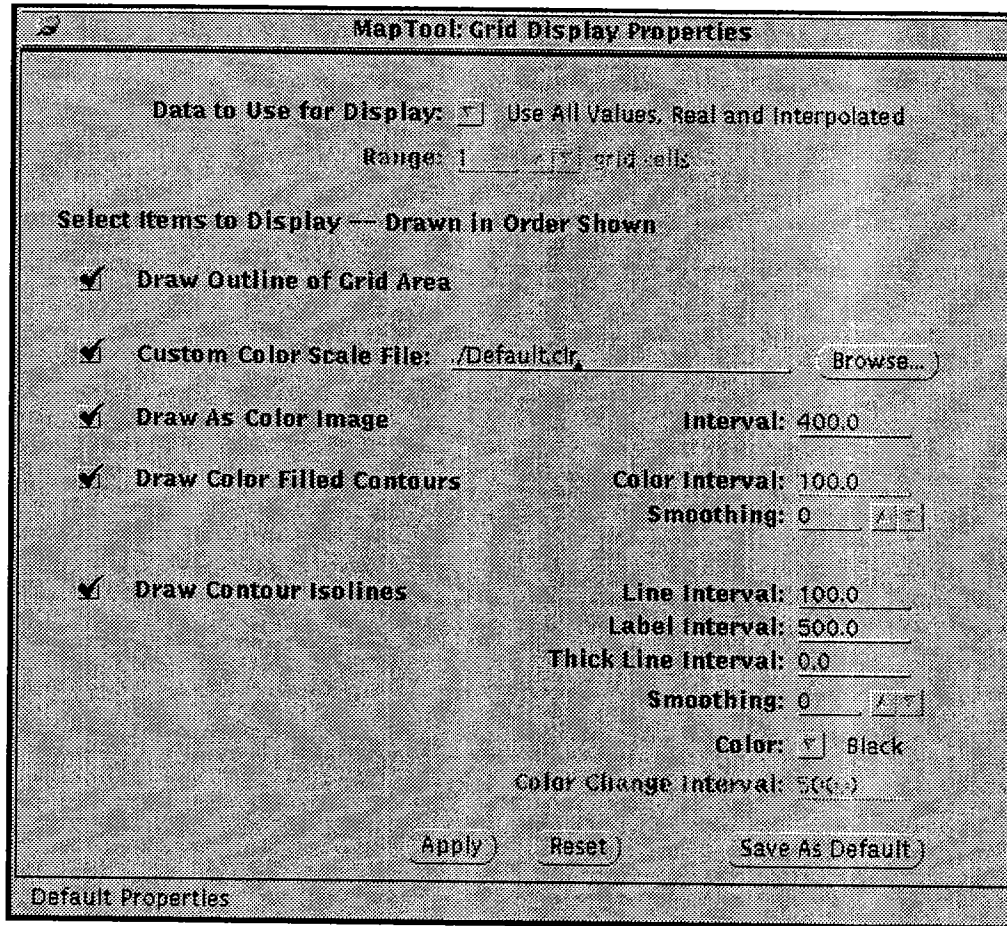 MapTool: Grid Display Properties
Data to Use for Display: Use All Values, Real and Interpolated
Range: 1 grid cells
Select Items to Display — Drawn in Order Shown
Draw Outline of Grid Area
Custom Color Scale File: ./Default.clr Browse...
Draw As Color Image Interval: 400.0
Draw Color Filled Contours Color Interval: 100.0
Smoothing: 0
Draw Contour Isolines Line Interval: 100.0
Label Interval: 500.0
Thick Line Interval: 0.0
Smoothing: 0
Color: Black
Color Change Interval: 500.0
Apply Reset Save As Default
Default Properties